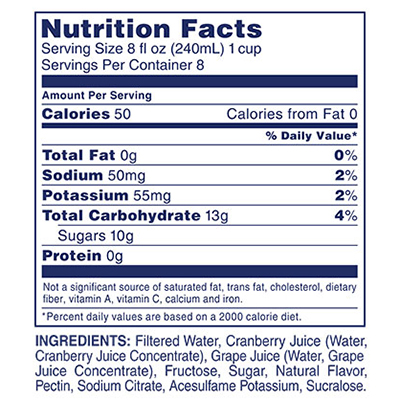 Nutrition Facts
Serving Size 8 fl oz (240mL) 1 cup
Servings Per Container 8
Amount Per Serving
Calories 50 Calories from Fat 0
% Daily Value*
Total Fat 0g 0%
Sodium 50mg 2%
Potassium 55mg 2%
Total Carbohydrate 13g 4%
Sugars 10g
Protein 0g
Not a significant source of saturated fat, trans fat, cholesterol, dietary
fiber, vitamin A, vitamin C, calcium and iron.
*Percent daily values are based on a 2000 calorie diet.
INGREDIENTS: Filtered Water, Cranberry Juice (Water,
Cranberry Juice Concentrate), Grape Juice (Water, Grape
Juice Concentrate), Fructose, Sugar, Natural Flavor,
Pectin, Sodium Citrate, Acesulfame Potassium, Sucralose.